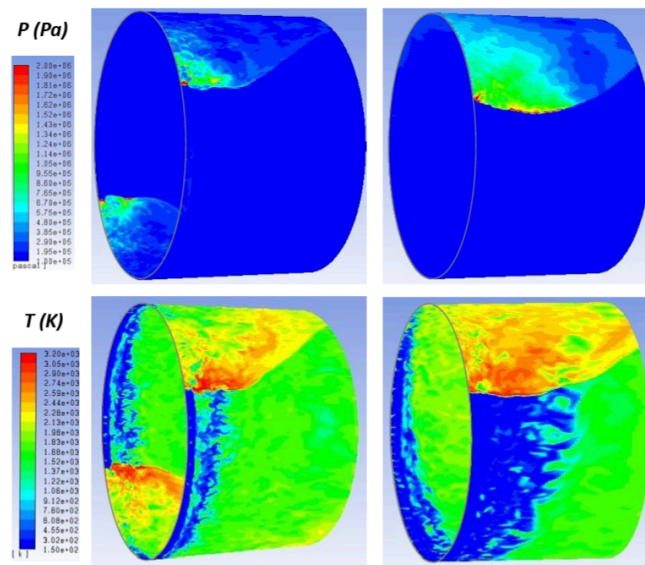 P (Pa)
2.00e+06
1.90e+06
1.81e+06
1.72e+06
1.62e+06
1.52e+06
1.43e+06
1.34e+06
1.24e+06
1.14e+06
1.05e+06
9.55e+05
8.60e+05
7.65e+05
6.70e+05
5.75e+05
4.80e+05
3.85e+05
2.90e+05
1.95e+05
1.00e+05
pascal ]
T (K)
3.20e+03
3.05e+03
2.90e+03
2.74e+03
2.59e+03
2.44e+03
2.28e+03
2.13e+03
1.98e+03
1.83e+03
1.68e+03
1.52e+03
1.37e+03
1.22e+03
1.06e+03
9.12e+02
7.60e+02
6.08e+02
4.55e+02
3.02e+02
1.50e+02
[ k ]